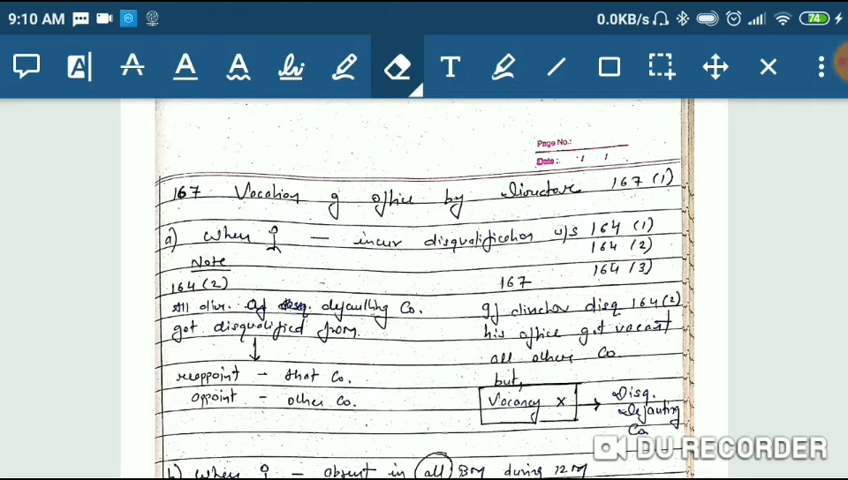 9:10 AM 0.0KB/s 74
A T
Page No.:
Date: / /
167 Vacation of office by Director 167 (1)
a) when — incur disqualification u/s 164 (1)
164 (2)
164 (3)
Note
164 (2)
All dir. of defaulting Co.
got disqualified from
reappoint - that Co.
appoint - other Co.
167
If director disq 164(2)
his office got vacant
all other Co.
but,
Vacancy x → Disq.
Defaulting
Co
b) when — absent in all BM during 12 M
DU RECORDER